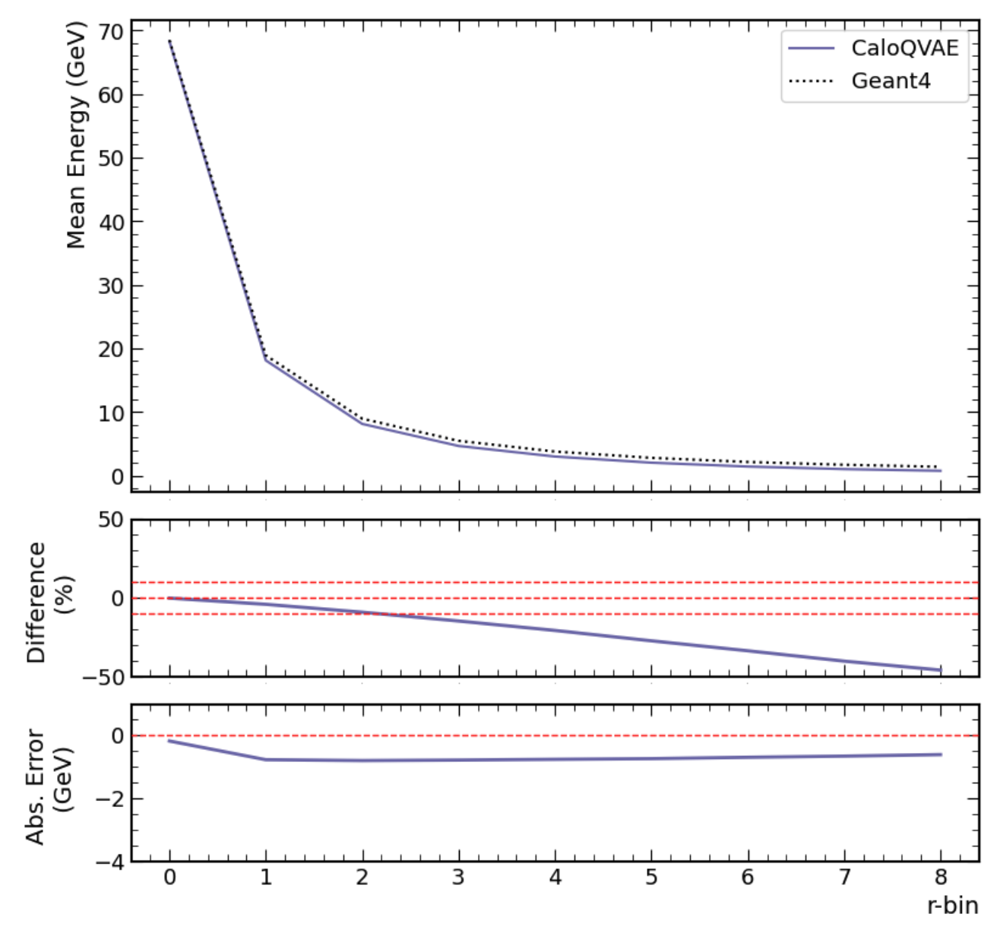 70
60
50
40
30
20
10
0
Mean Energy (GeV)
CaloQVAE
Geant4
50
0
−50
Difference
(%)
0
−2
−4
Abs. Error
(GeV)
0 1 2 3 4 5 6 7 8
r-bin